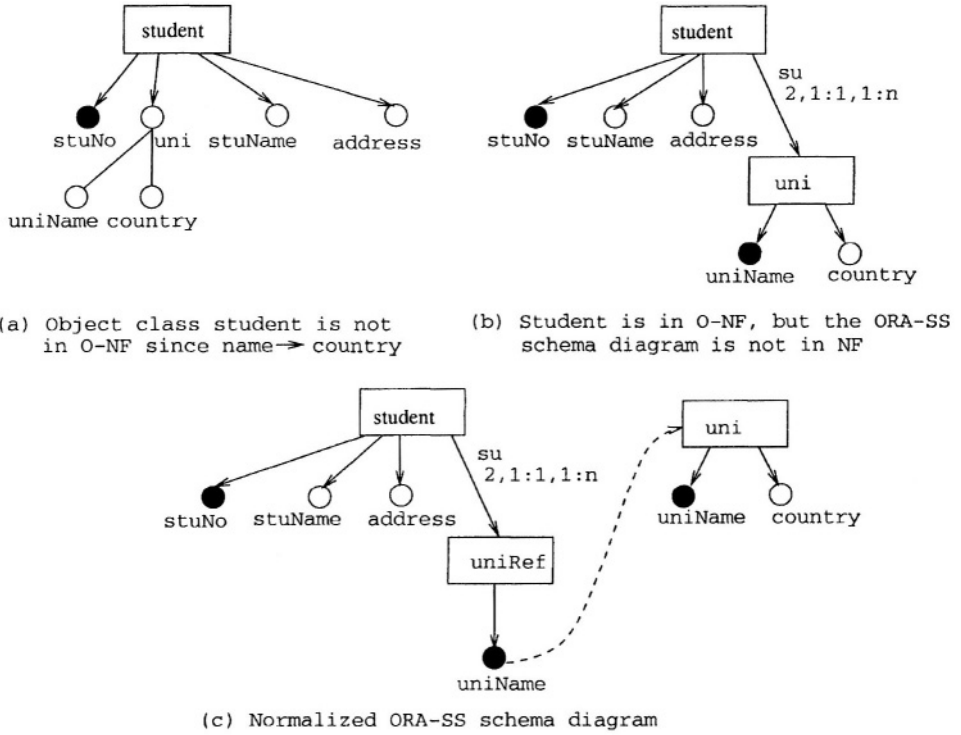 student
stuNo uni stuName address
uniName country
(a) Object class student is not
in O-NF since name→ country
student
su
2,1:1,1:n
stuNo stuName address
uni
uniName country
(b) Student is in O-NF, but the ORA-SS
schema diagram is not in NF
student
su
2,1:1,1:n
stuNo stuName address
uniRef
uniName
uni
uniName country
(c) Normalized ORA-SS schema diagram